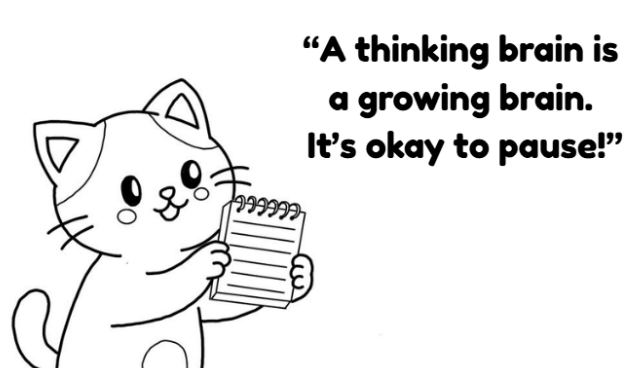 “A thinking brain is
a growing brain.
It’s okay to pause!”